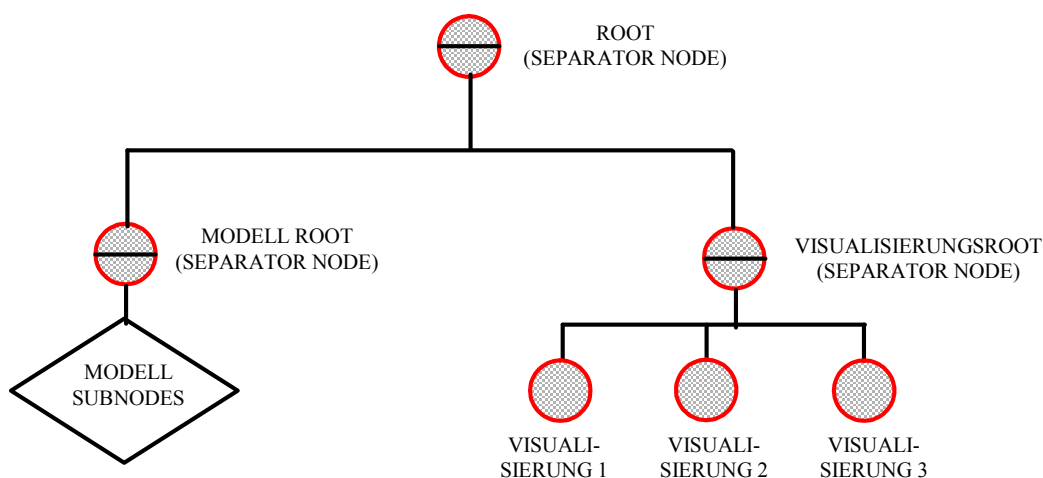 ROOT
(SEPARATOR NODE)
MODELL ROOT
(SEPARATOR NODE)
VISUALISIERUNGSROOT
(SEPARATOR NODE)
MODELL
SUBNODES
VISUALI-
SIERUNG 1
VISUALI-
SIERUNG 2
VISUALI-
SIERUNG 3